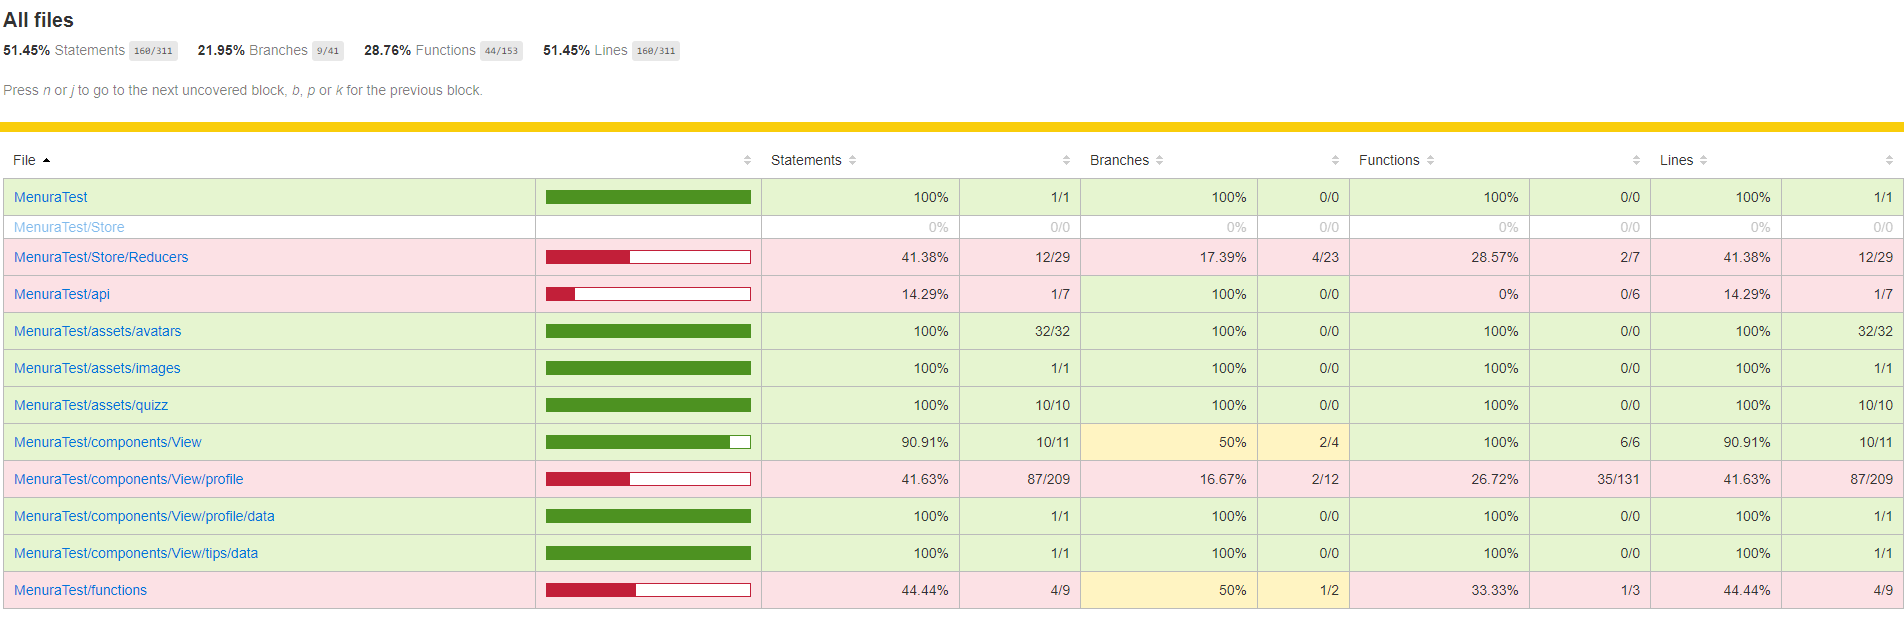 All files
51.45% Statements 160/311 21.95% Branches 9/41 28.76% Functions 44/153 51.45% Lines 160/311
Press n or j to go to the next uncovered block, b, p or k for the previous block.
File Statements Branches Functions Lines
MenuraTest 100% 1/1 100% 0/0 100% 0/0 100% 1/1
MenuraTest/Store 0% 0/0 0% 0/0 0% 0/0 0% 0/0
MenuraTest/Store/Reducers 41.38% 12/29 17.39% 4/23 28.57% 2/7 41.38% 12/29
MenuraTest/api 14.29% 1/7 100% 0/0 0% 0/6 14.29% 1/7
MenuraTest/assets/avatars 100% 32/32 100% 0/0 100% 0/0 100% 32/32
MenuraTest/assets/images 100% 1/1 100% 0/0 100% 0/0 100% 1/1
MenuraTest/assets/quizz 100% 10/10 100% 0/0 100% 0/0 100% 10/10
MenuraTest/components/View 90.91% 10/11 50% 2/4 100% 6/6 90.91% 10/11
MenuraTest/components/View/profile 41.63% 87/209 16.67% 2/12 26.72% 35/131 41.63% 87/209
MenuraTest/components/View/profile/data 100% 1/1 100% 0/0 100% 0/0 100% 1/1
MenuraTest/components/View/tips/data 100% 1/1 100% 0/0 100% 0/0 100% 1/1
MenuraTest/functions 44.44% 4/9 50% 1/2 33.33% 1/3 44.44% 4/9